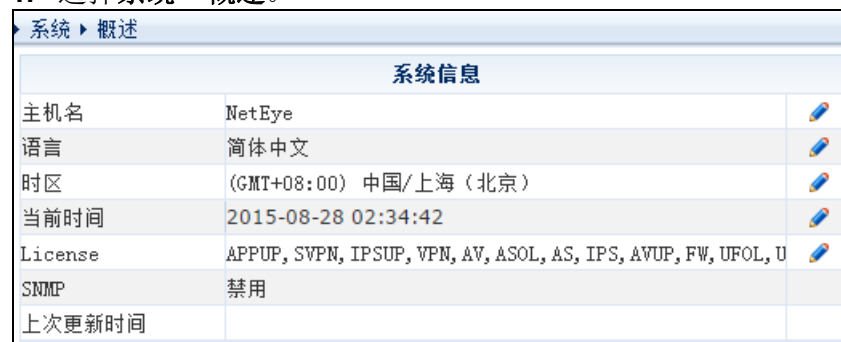 系统 概述
系统信息
主机名 NetEye
语言 简体中文
时区 (GMT+08:00) 中国/上海（北京）
当前时间 2015-08-28 02:34:42
License APPUP, SVPN, IPSUP, VPN, AV, ASOL, AS, IPS, AVUP, FW, UFOL, U
SNMP 禁用
上次更新时间